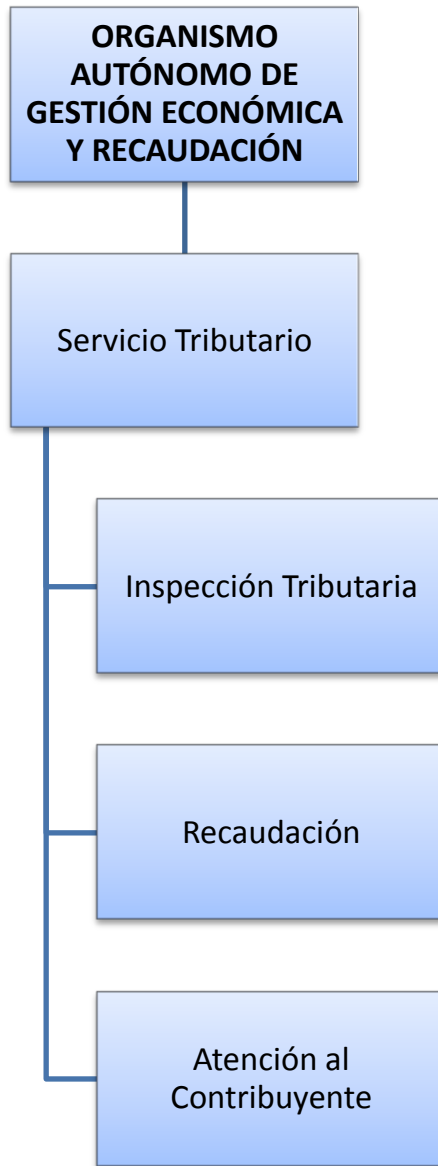 ORGANISMO
AUTÓNOMO DE
GESTIÓN ECONÓMICA
Y RECAUDACIÓN
Servicio Tributario
Inspección Tributaria
Recaudación
Atención al
Contribuyente